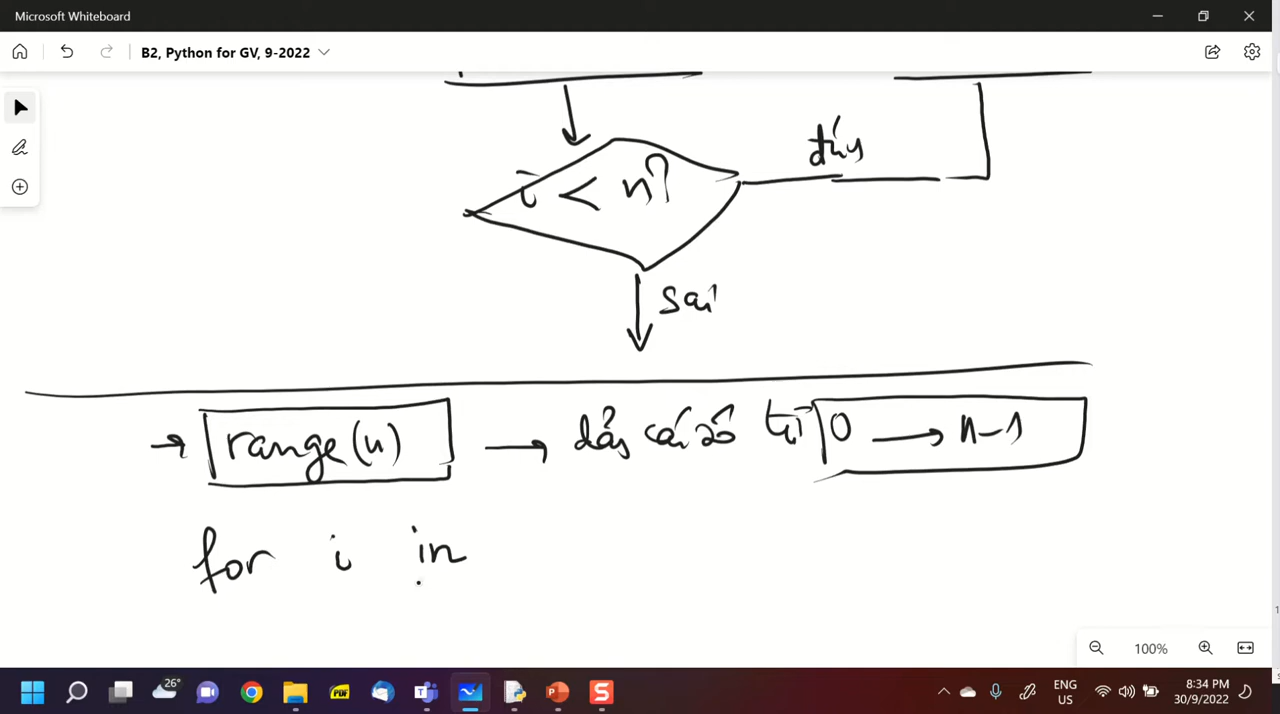 Microsoft Whiteboard
B2, Python for GV, 9-2022
đúng
i < n?
sai
range(n) → dãy các số từ 0 → n-1
for i in
100%
26°
ENG
US
8:34 PM
30/9/2022